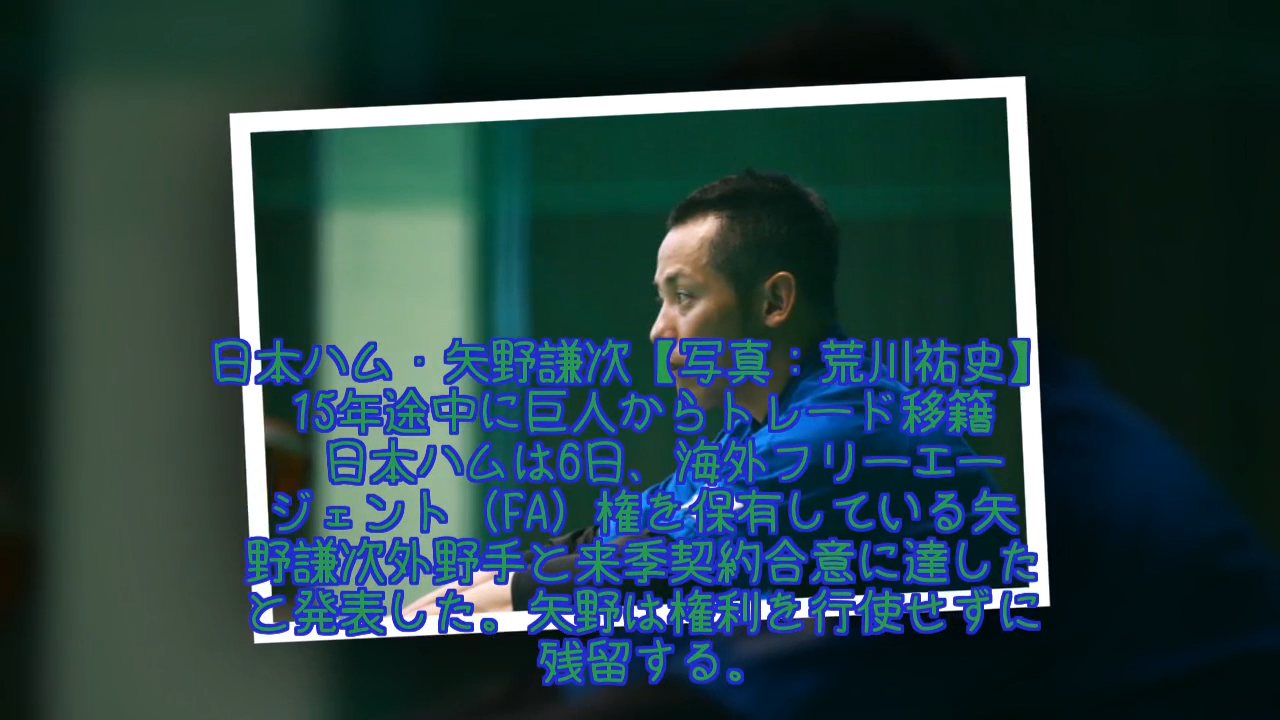 日本ハム・矢野謙次【写真：荒川祐史】
15年途中に巨人からトレード移籍
日本ハムは6日、海外フリーエー
ジェント（FA）権を保有している矢
野謙次外野手と来季契約合意に達した
と発表した。矢野は権利を行使せずに
残留する。